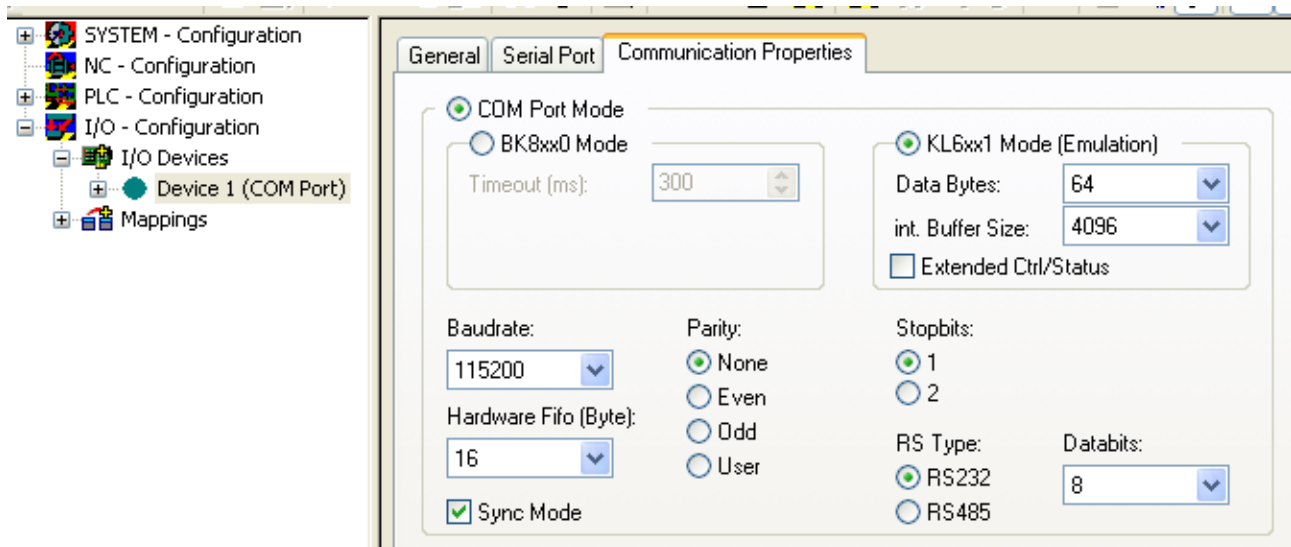 SYSTEM - Configuration
NC - Configuration
PLC - Configuration
I/O - Configuration
I/O Devices
Device 1 (COM Port)
Mappings
General Serial Port Communication Properties
COM Port Mode
BK8xx0 Mode
Timeout (ms): 300
KL6xx1 Mode (Emulation)
Data Bytes: 64
int. Buffer Size: 4096
Extended Ctrl/Status
Baudrate:
115200
Hardware Fifo (Byte):
16
Sync Mode
Parity:
None
Even
Odd
User
Stopbits:
1
2
RS Type:
RS232
RS485
Databits:
8